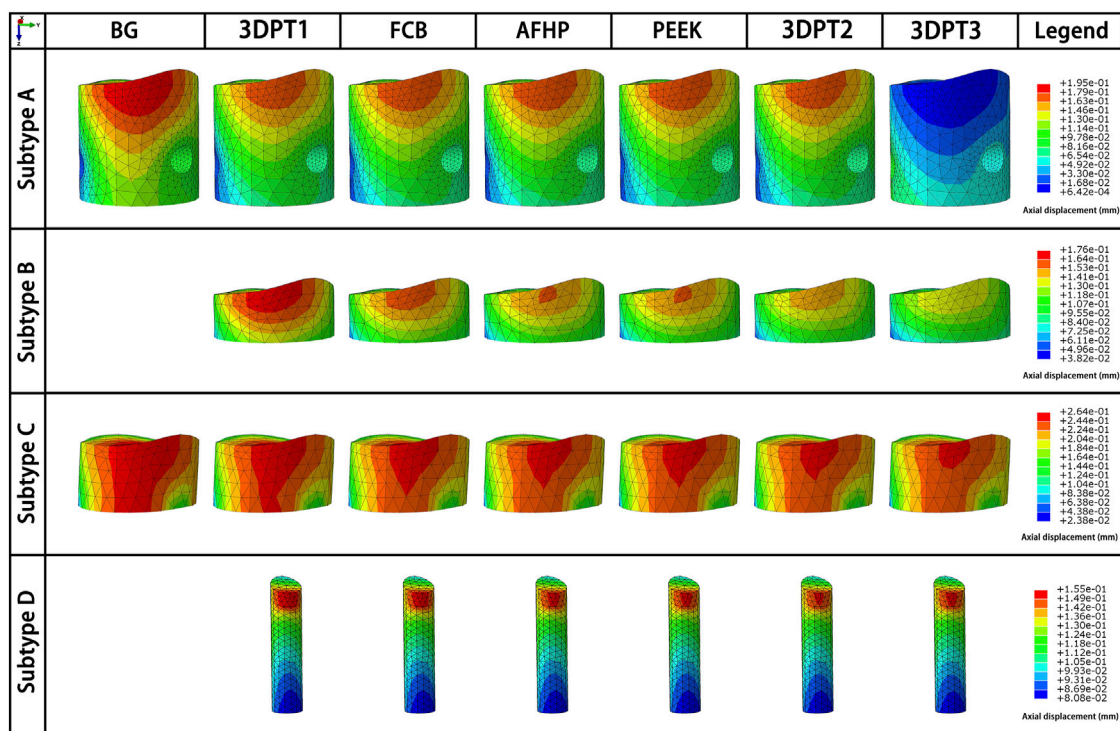 X Y Z
BG 3DPT1 FCB AFHP PEEK 3DPT2 3DPT3 Legend
Subtype A
+1.95e-01
+1.79e-01
+1.63e-01
+1.46e-01
+1.30e-01
+1.14e-01
+9.78e-02
+8.16e-02
+6.54e-02
+4.92e-02
+3.30e-02
+1.68e-02
+6.42e-04
Axial displacement (mm)
Subtype B
+1.76e-01
+1.64e-01
+1.53e-01
+1.41e-01
+1.30e-01
+1.18e-01
+1.07e-01
+9.55e-02
+8.40e-02
+7.25e-02
+6.11e-02
+4.96e-02
+3.82e-02
Axial displacement (mm)
Subtype C
+2.64e-01
+2.44e-01
+2.24e-01
+2.04e-01
+1.84e-01
+1.64e-01
+1.44e-01
+1.24e-01
+1.04e-01
+8.38e-02
+6.38e-02
+4.38e-02
+2.38e-02
Axial displacement (mm)
Subtype D
+1.55e-01
+1.49e-01
+1.42e-01
+1.36e-01
+1.30e-01
+1.24e-01
+1.18e-01
+1.12e-01
+1.05e-01
+9.93e-02
+9.31e-02
+8.69e-02
+8.08e-02
Axial displacement (mm)